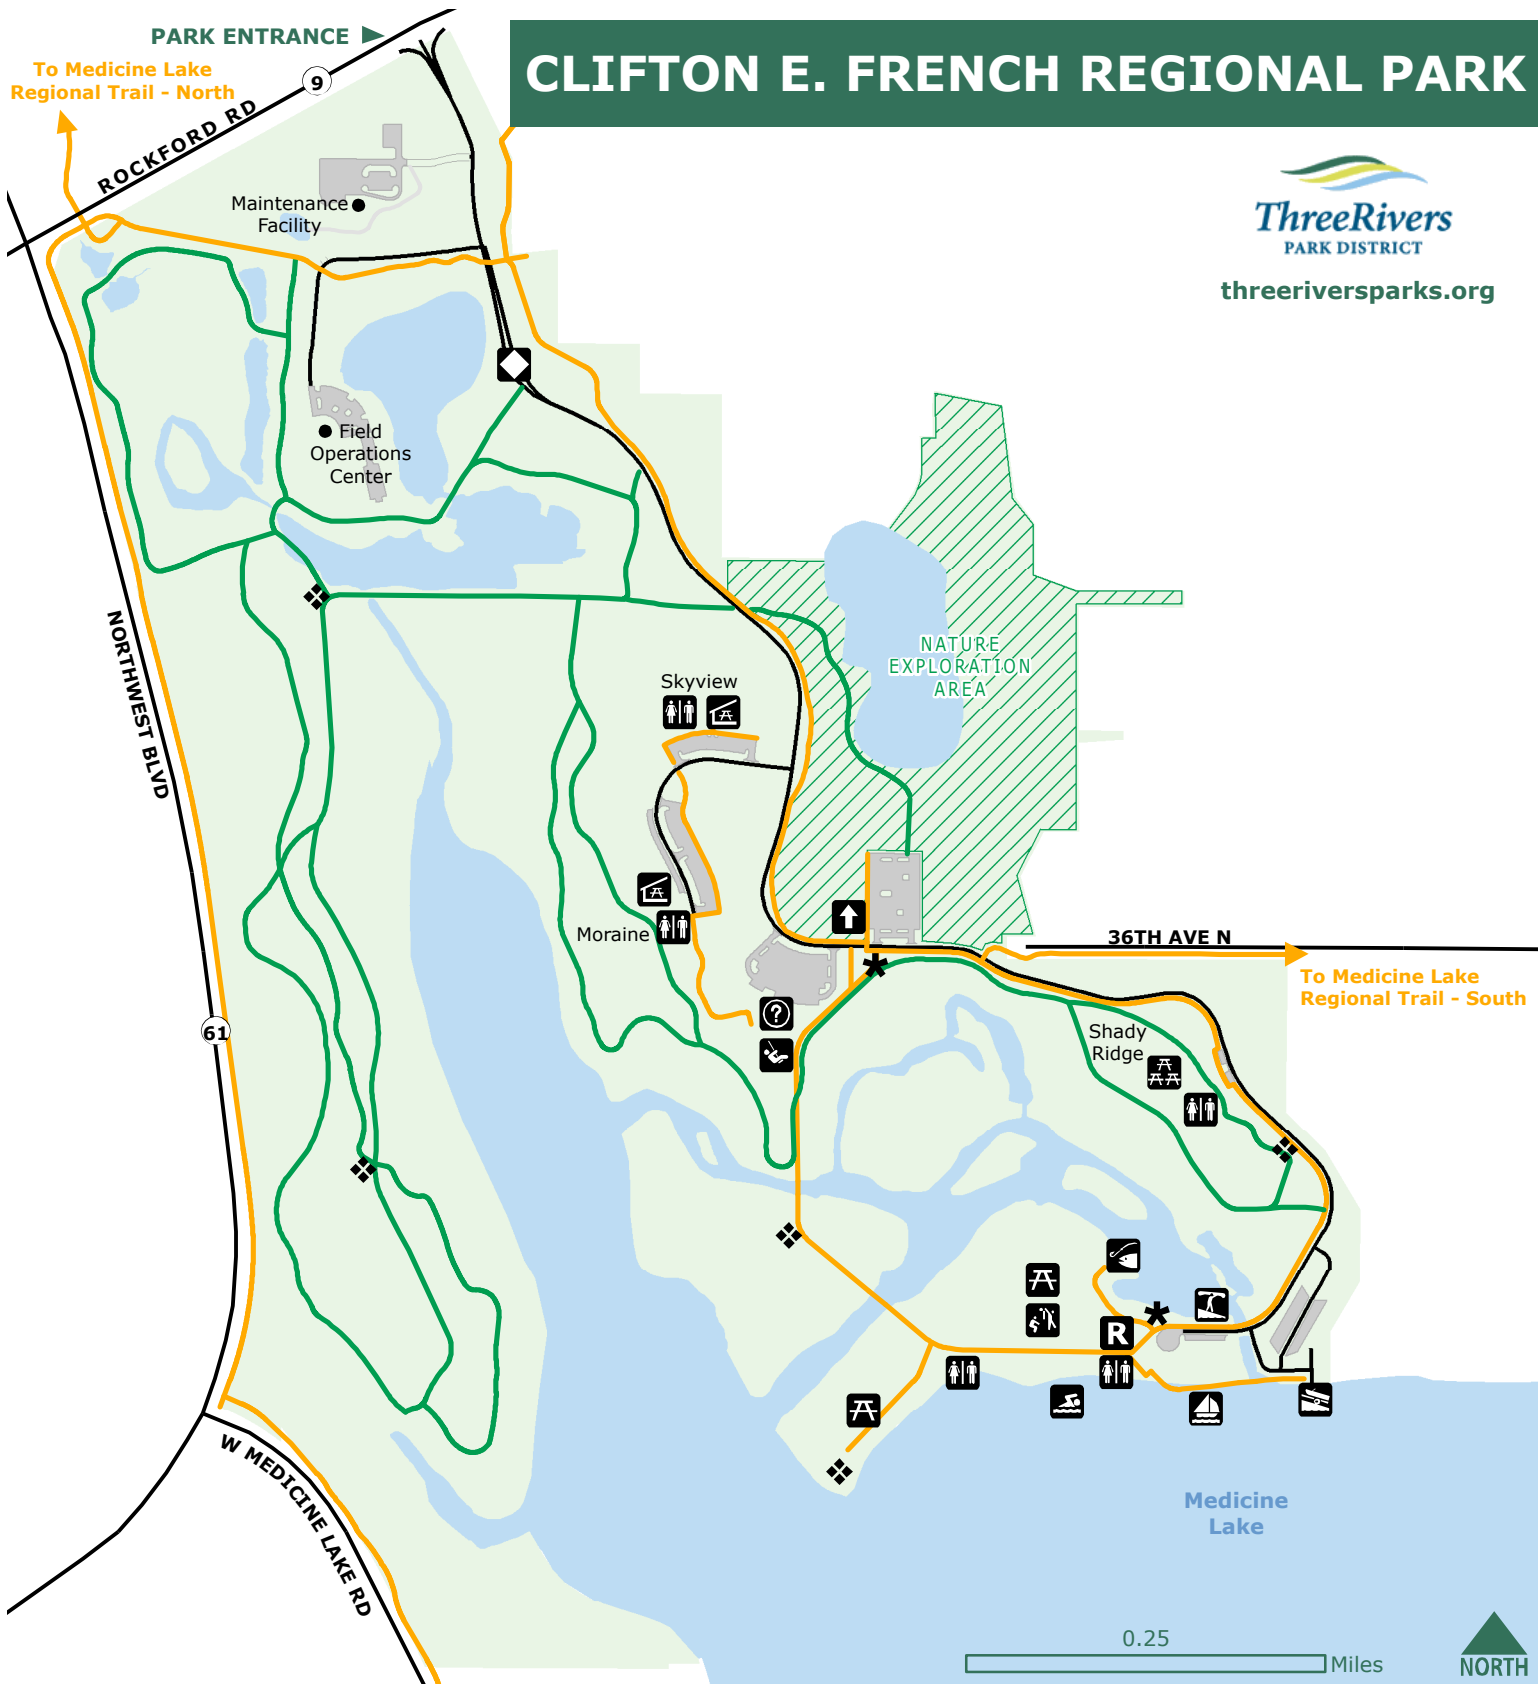 PARK ENTRANCE
CLIFTON E. FRENCH REGIONAL PARK
To Medicine Lake
Regional Trail - North
9
ROCKFORD RD
ThreeRivers
PARK DISTRICT
threeriversparks.org
Maintenance
Facility
Field
Operations
Center
NORTHWEST BLVD
NATURE
EXPLORATION
AREA
Skyview
Moraine
36TH AVE N
To Medicine Lake
Regional Trail - South
?
61
Shady
Ridge
R
W MEDICINE LAKE RD
Medicine
Lake
0.25
Miles
NORTH